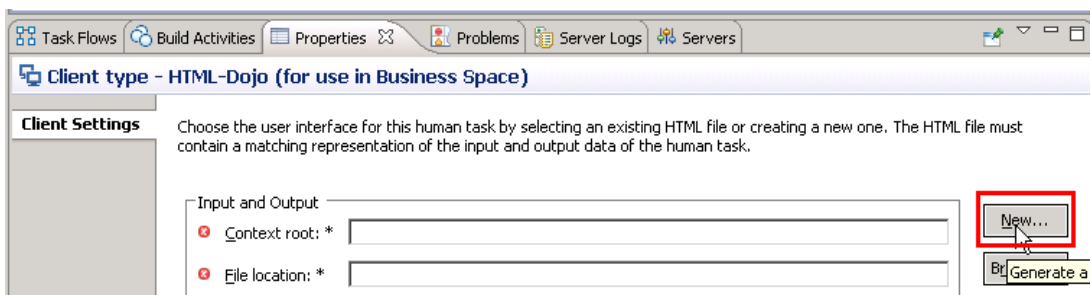 Task Flows Build Activities Properties Problems Server Logs Servers
Client type - HTML-Dojo (for use in Business Space)
Client Settings
Choose the user interface for this human task by selecting an existing HTML file or creating a new one. The HTML file must
contain a matching representation of the input and output data of the human task.
Input and Output
Context root: *
New...
File location: *
Br
Generate a